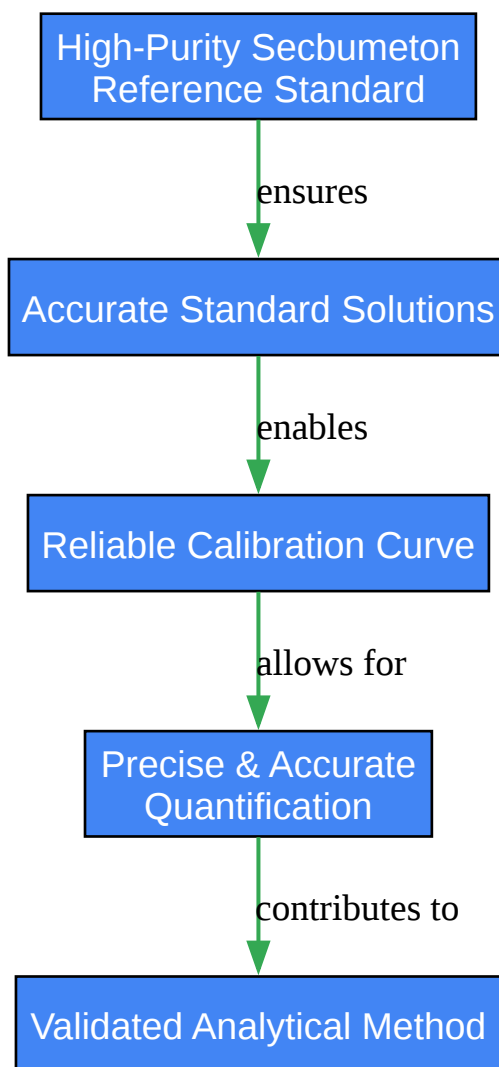 High-Purity Secbumeton
Reference Standard
ensures
Accurate Standard Solutions
enables
Reliable Calibration Curve
allows for
Precise & Accurate
Quantification
contributes to
Validated Analytical Method